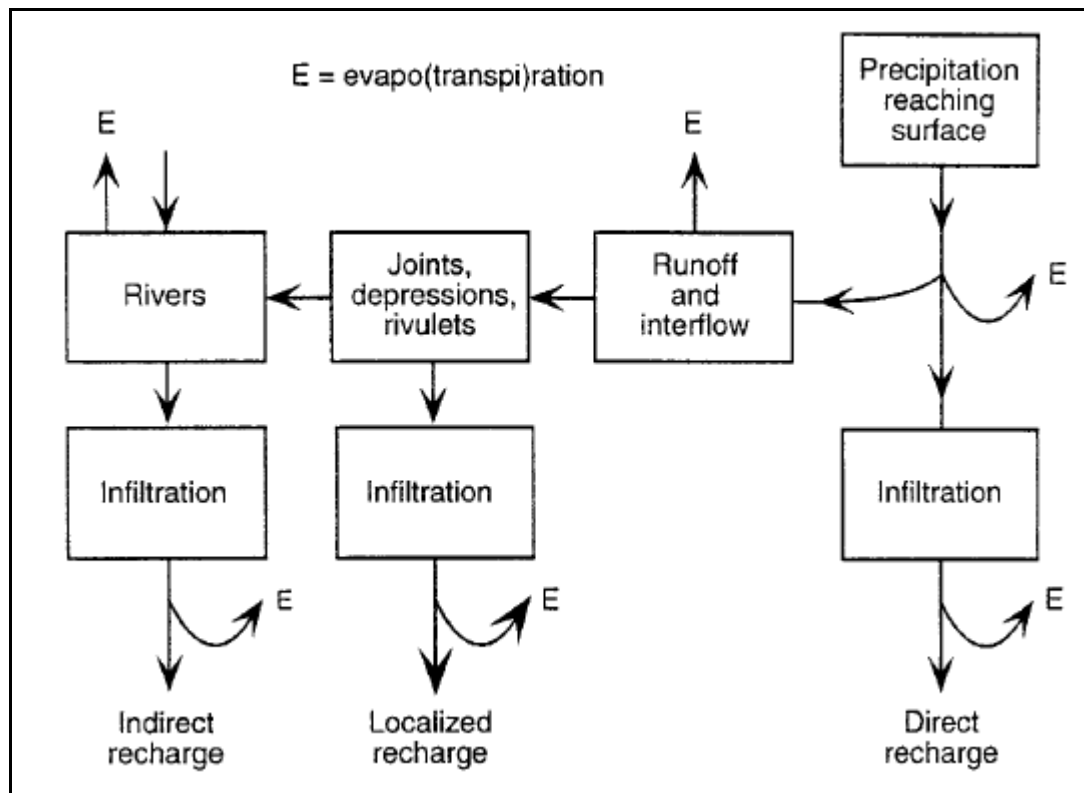 E = evapo(transpi)ration
Precipitation
reaching
surface
E
E
Rivers
Joints,
depressions,
rivulets
Runoff
and
interflow
E
Infiltration
Infiltration
Infiltration
E
E
E
Indirect
recharge
Localized
recharge
Direct
recharge